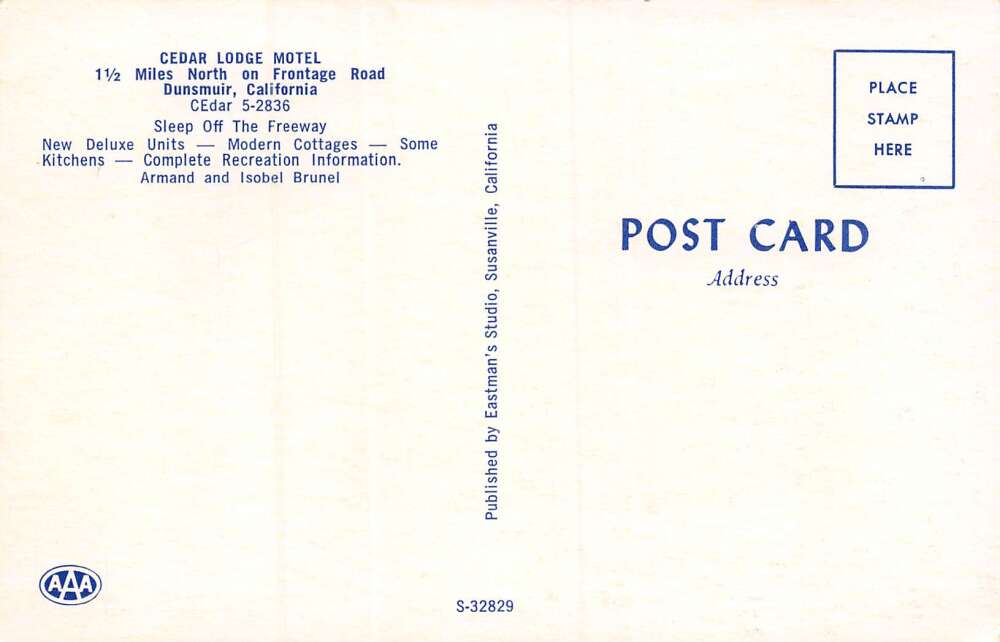 CEDAR LODGE MOTEL
1½ Miles North on Frontage Road
Dunsmuir, California
CEdar 5-2836
Sleep Off The Freeway
New Deluxe Units — Modern Cottages — Some
Kitchens — Complete Recreation Information.
Armand and Isobel Brunel
AAA
Published by Eastman's Studio, Susanville, California
S-32829
PLACE
STAMP
HERE
POST CARD
Address